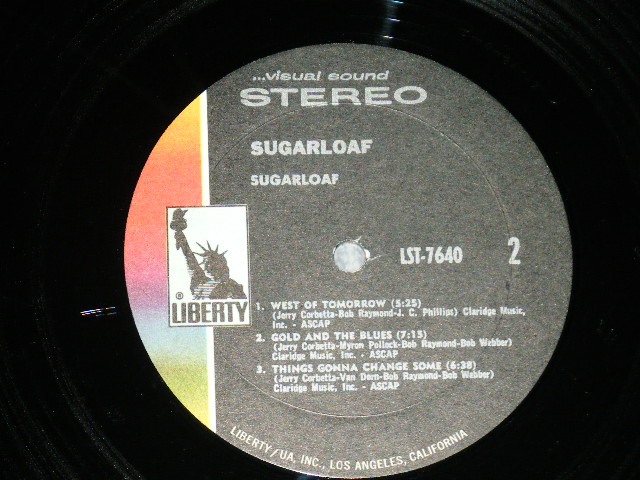 ...visual sound
STEREO
SUGARLOAF
SUGARLOAF
LST-7640
2
® LIBERTY
1. WEST OF TOMORROW (5:25)
(Jerry Corbetta-Bob Raymond-J. C. Phillips) Claridge Music,
Inc. - ASCAP
2. GOLD AND THE BLUES (7:15)
(Jerry Corbetta-Myron Pollock-Bob Raymond-Bob Webber)
Claridge Music, Inc. - ASCAP
3. THINGS GONNA CHANGE SOME (6:38)
(Jerry Corbetta-Van Dorn-Bob Raymond-Bob Webber)
Claridge Music, Inc. - ASCAP
LIBERTY/UA, INC., LOS ANGELES, CALIFORNIA